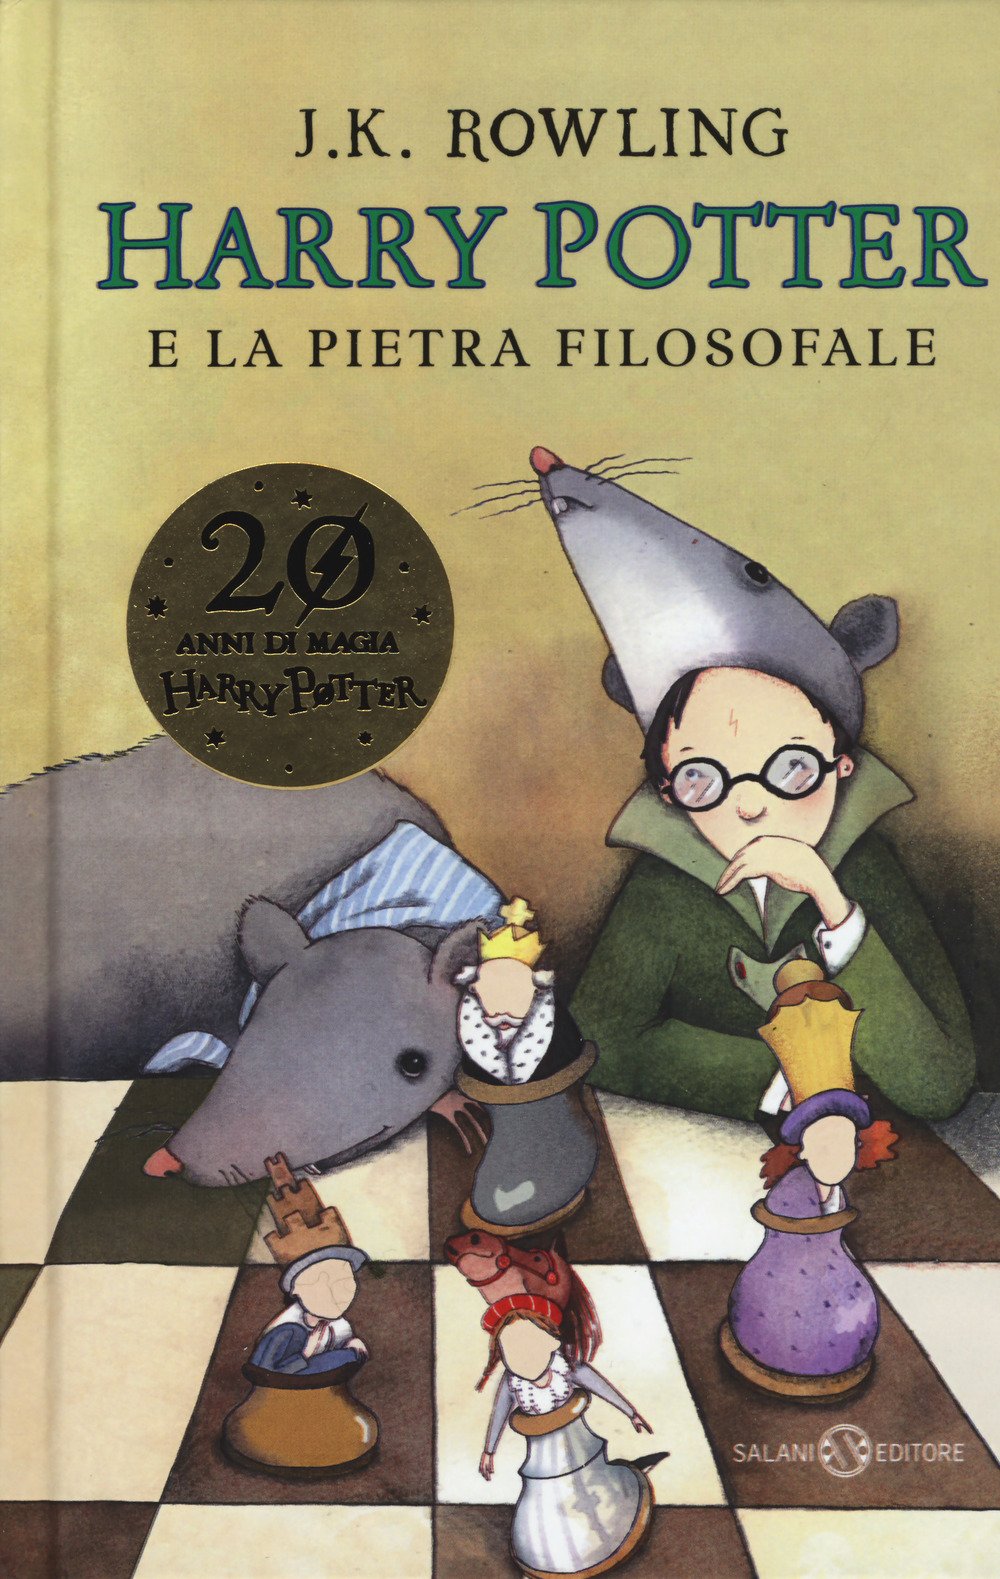 J.K. ROWLING
HARRY POTTER
E LA PIETRA FILOSOFALE
20
ANNI DI MAGIA
HARRY POTTER
SALANI EDITORE